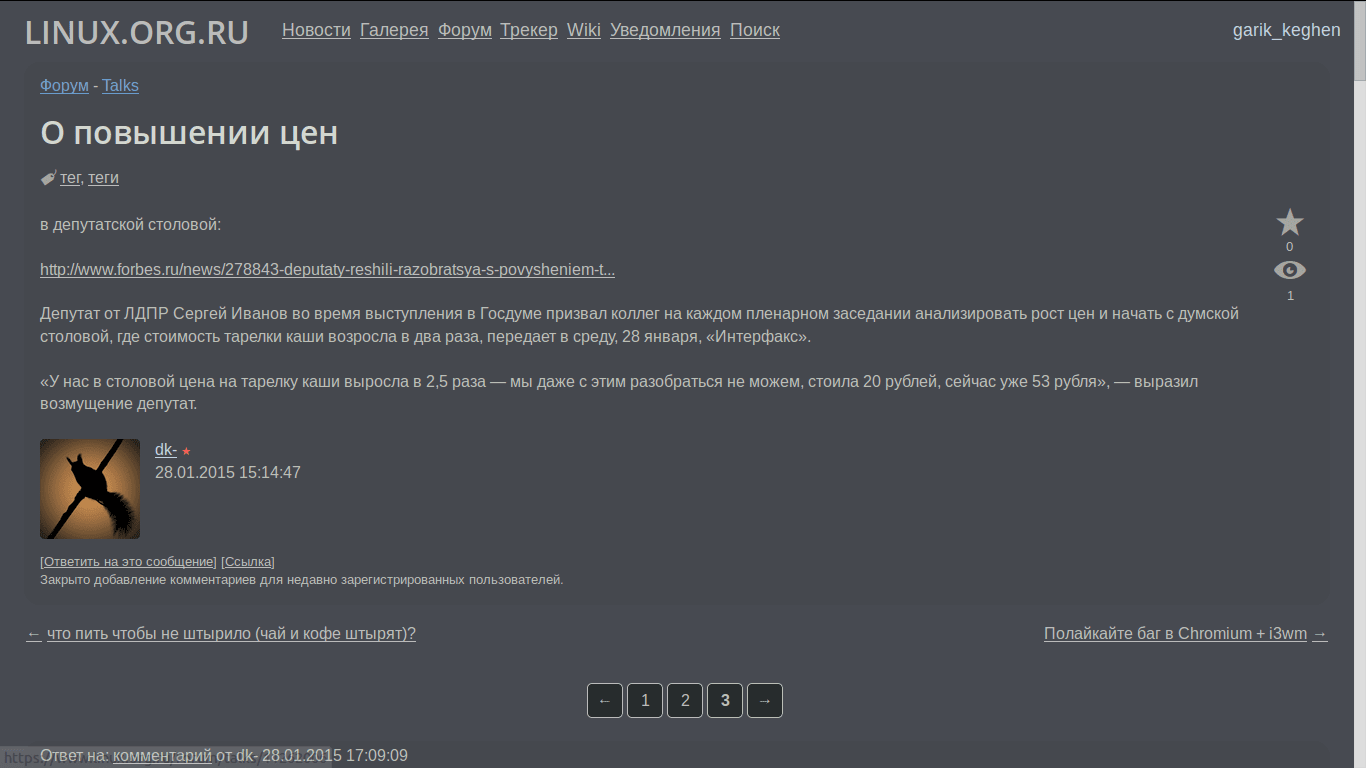 LINUX.ORG.RU Новости Галерея Форум Трекер Wiki Уведомления Поиск garik_keghen
Форум - Talks
О повышении цен
тег, теги
в депутатской столовой:
0
http://www.forbes.ru/news/278843-deputaty-reshili-razobratsya-s-povysheniem-t...
1
Депутат от ЛДПР Сергей Иванов во время выступления в Госдуме призвал коллег на каждом пленарном заседании анализировать рост цен и начать с думской
столовой, где стоимость тарелки каши возросла в два раза, передает в среду, 28 января, «Интерфакс».
«У нас в столовой цена на тарелку каши выросла в 2,5 раза — мы даже с этим разобраться не можем, стоила 20 рублей, сейчас уже 53 рубля», — выразил
возмущение депутат.
dk- ★
28.01.2015 15:14:47
[Ответить на это сообщение] [Ссылка]
Закрыто добавление комментариев для недавно зарегистрированных пользователей.
← что пить чтобы не штырило (чай и кофе штырят)? Полайкайте баг в Chromium + i3wm →
← 1 2 3 →
Ответ на: комментарий от dk- 28.01.2015 17:09:09